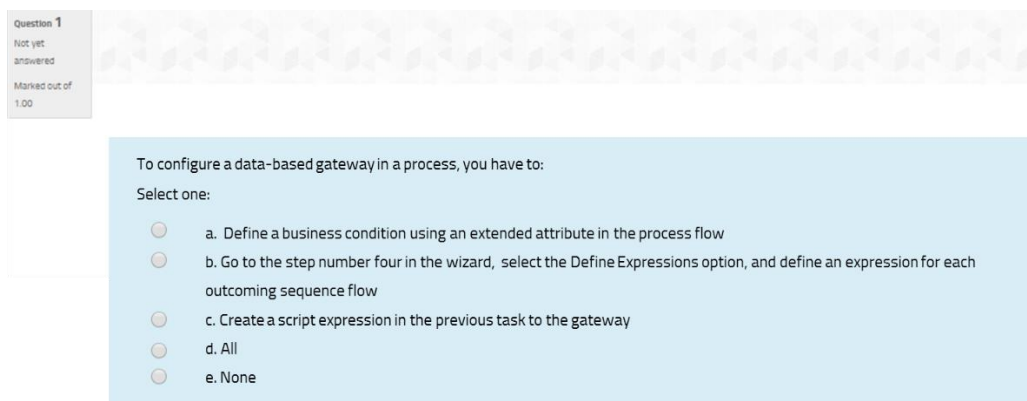 Question 1
Not yet
answered
Marked out of
1.00
To configure a data-based gateway in a process, you have to:
Select one:
a. Define a business condition using an extended attribute in the process flow
b. Go to the step number four in the wizard, select the Define Expressions option, and define an expression for each
outcoming sequence flow
c. Create a script expression in the previous task to the gateway
d. All
e. None